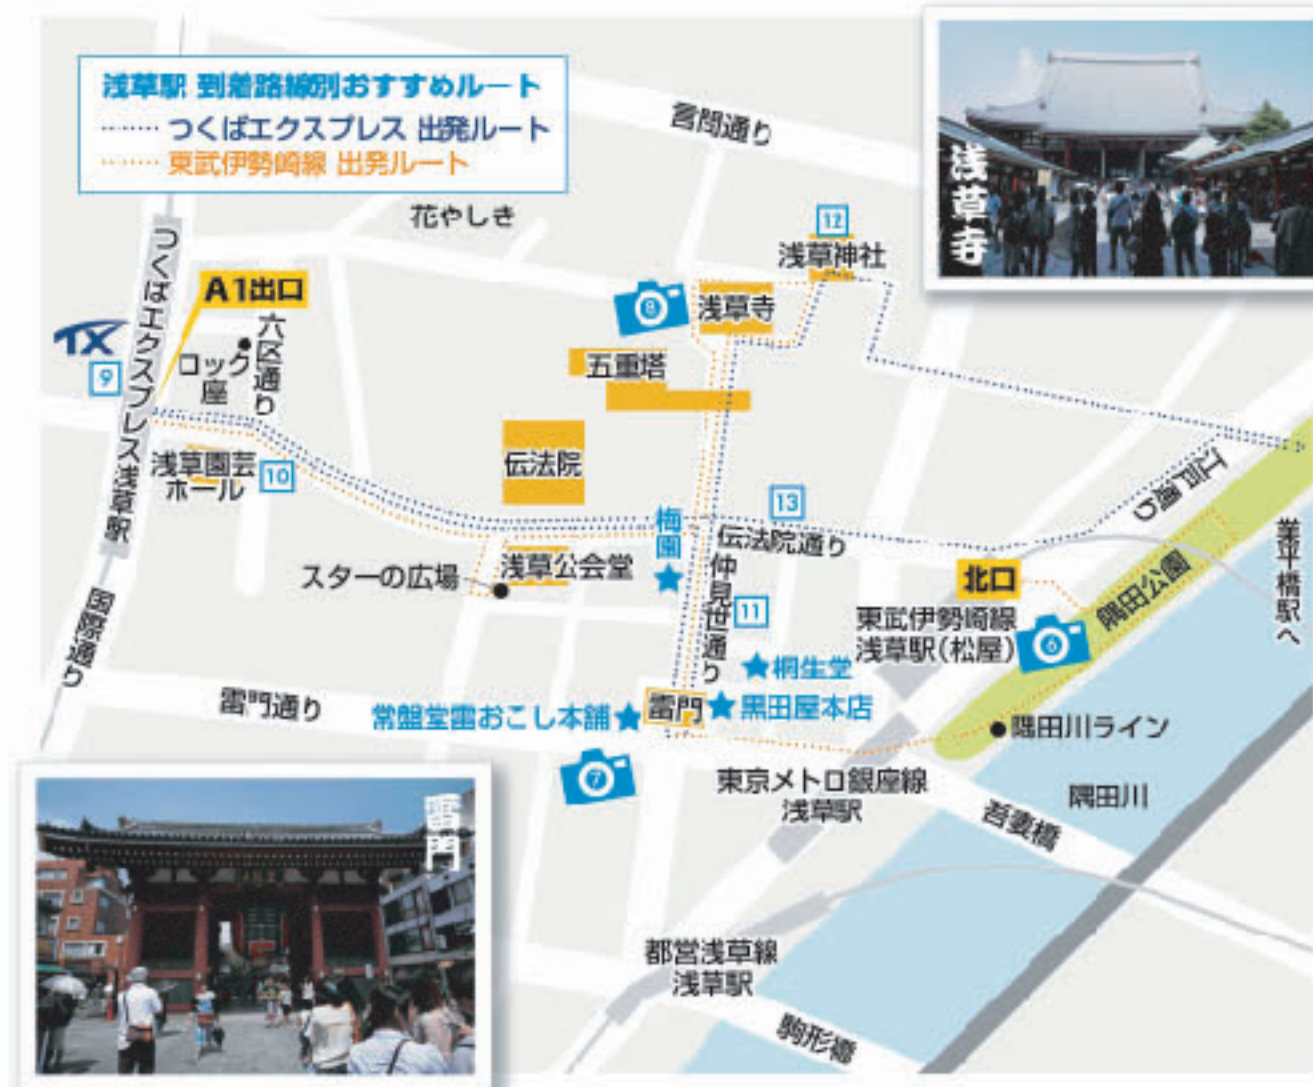 浅草駅 到着路線別おすすめルート
つくばエクスプレス 出発ルート
東武伊勢崎線 出発ルート
言問通り
浅草寺
花やしき
12
浅草神社
つくばエクスプレス浅草駅
A1出口
8
浅草寺
TX
六区通り
ロック
座
五重塔
9
浅草園芸
ホール
10
伝法院
江戸通り
13
梅園
伝法院通り
業平橋駅へ
スターの広場
浅草公会堂
仲見世通り
北口
隅田公園
11
東武伊勢崎線
浅草駅(松屋)
6
国際通り
桐生堂
雷門通り
常盤堂雷おこし本舗
雷門
黒田屋本店
隅田川ライン
7
東京メトロ銀座線
浅草駅
隅田川
吾妻橋
雷門
都営浅草線
浅草駅
駒形橋